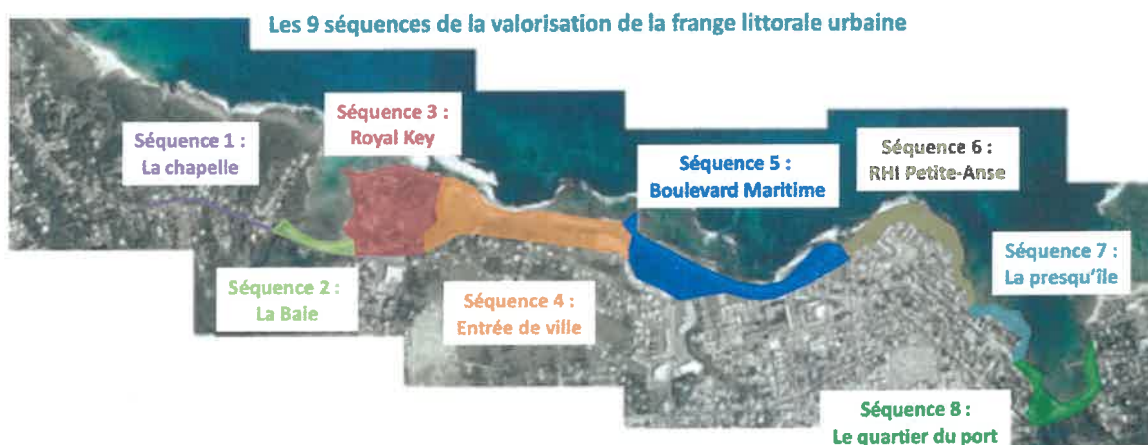 Les 9 séquences de la valorisation de la frange littorale urbaine
Séquence 1 :
La chapelle
Séquence 3 :
Royal Key
Séquence 5 :
Boulevard Maritime
Séquence 6 :
RHI Petite-Anse
Séquence 7 :
La presqu'île
Séquence 2 :
La Baie
Séquence 4 :
Entrée de ville
Séquence 8 :
Le quartier du port